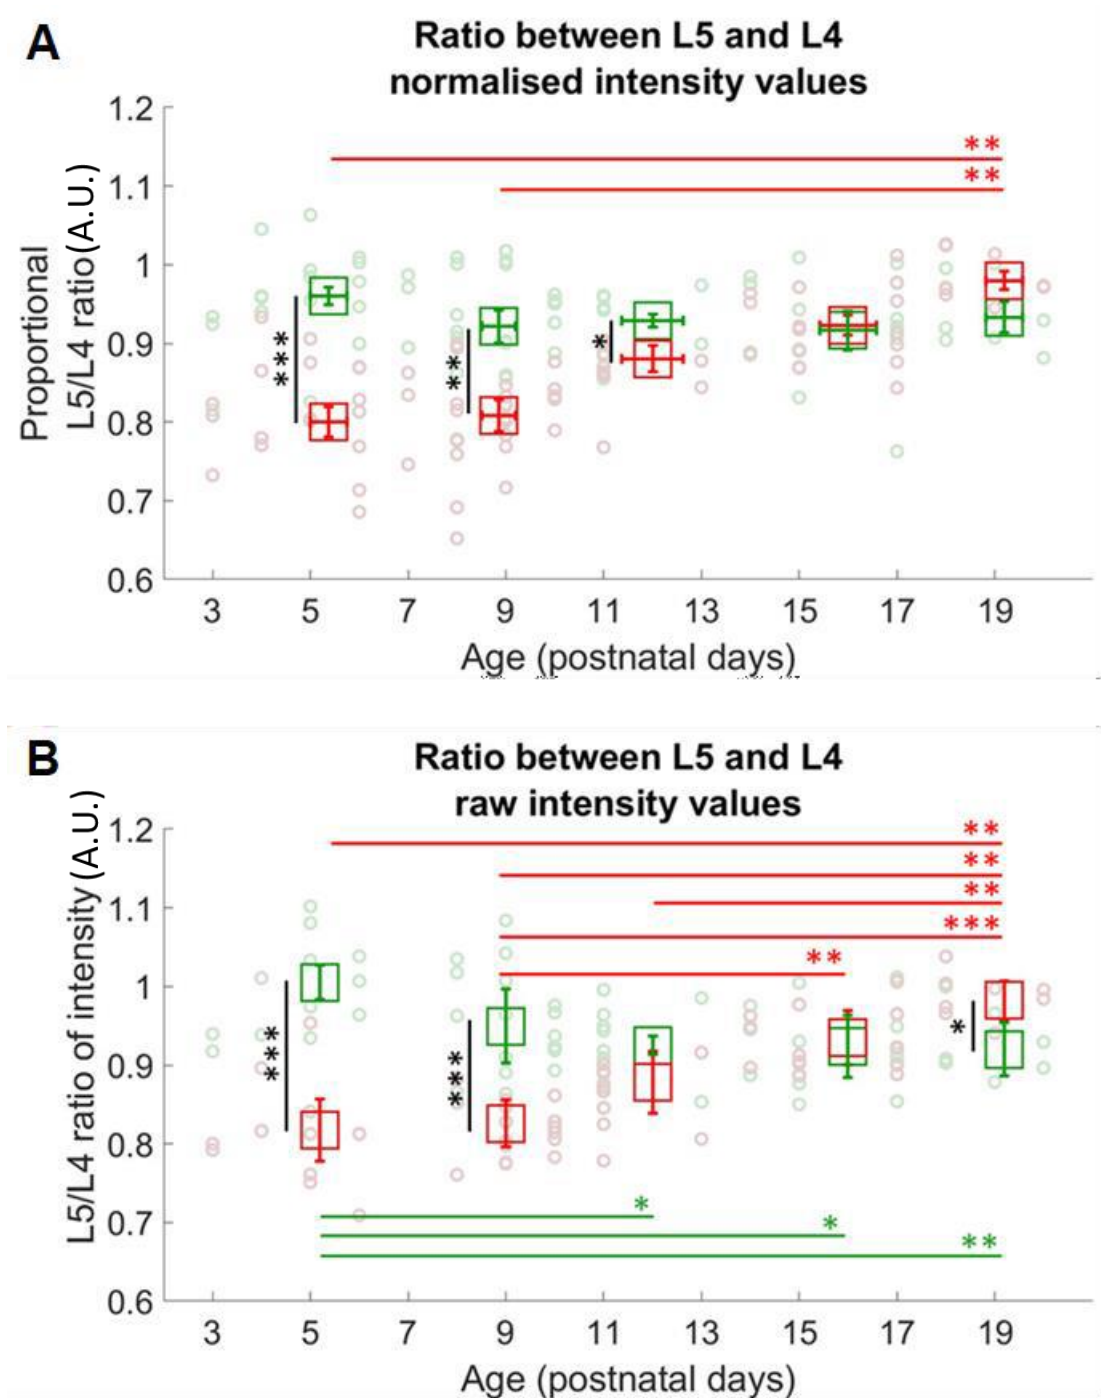 A
Ratio between L5 and L4
normalised intensity values
Proportional
L5/L4 ratio(A.U.)
1.2
1.1
1
0.9
0.8
0.7
0.6
**
**
***
**
*
3 5 7 9 11 13 15 17 19
Age (postnatal days)
B
Ratio between L5 and L4
raw intensity values
L5/L4 ratio of intensity (A.U.)
1.2
1.1
1
0.9
0.8
0.7
0.6
**
**
**
***
**
***
***
*
*
*
**
3 5 7 9 11 13 15 17 19
Age (postnatal days)